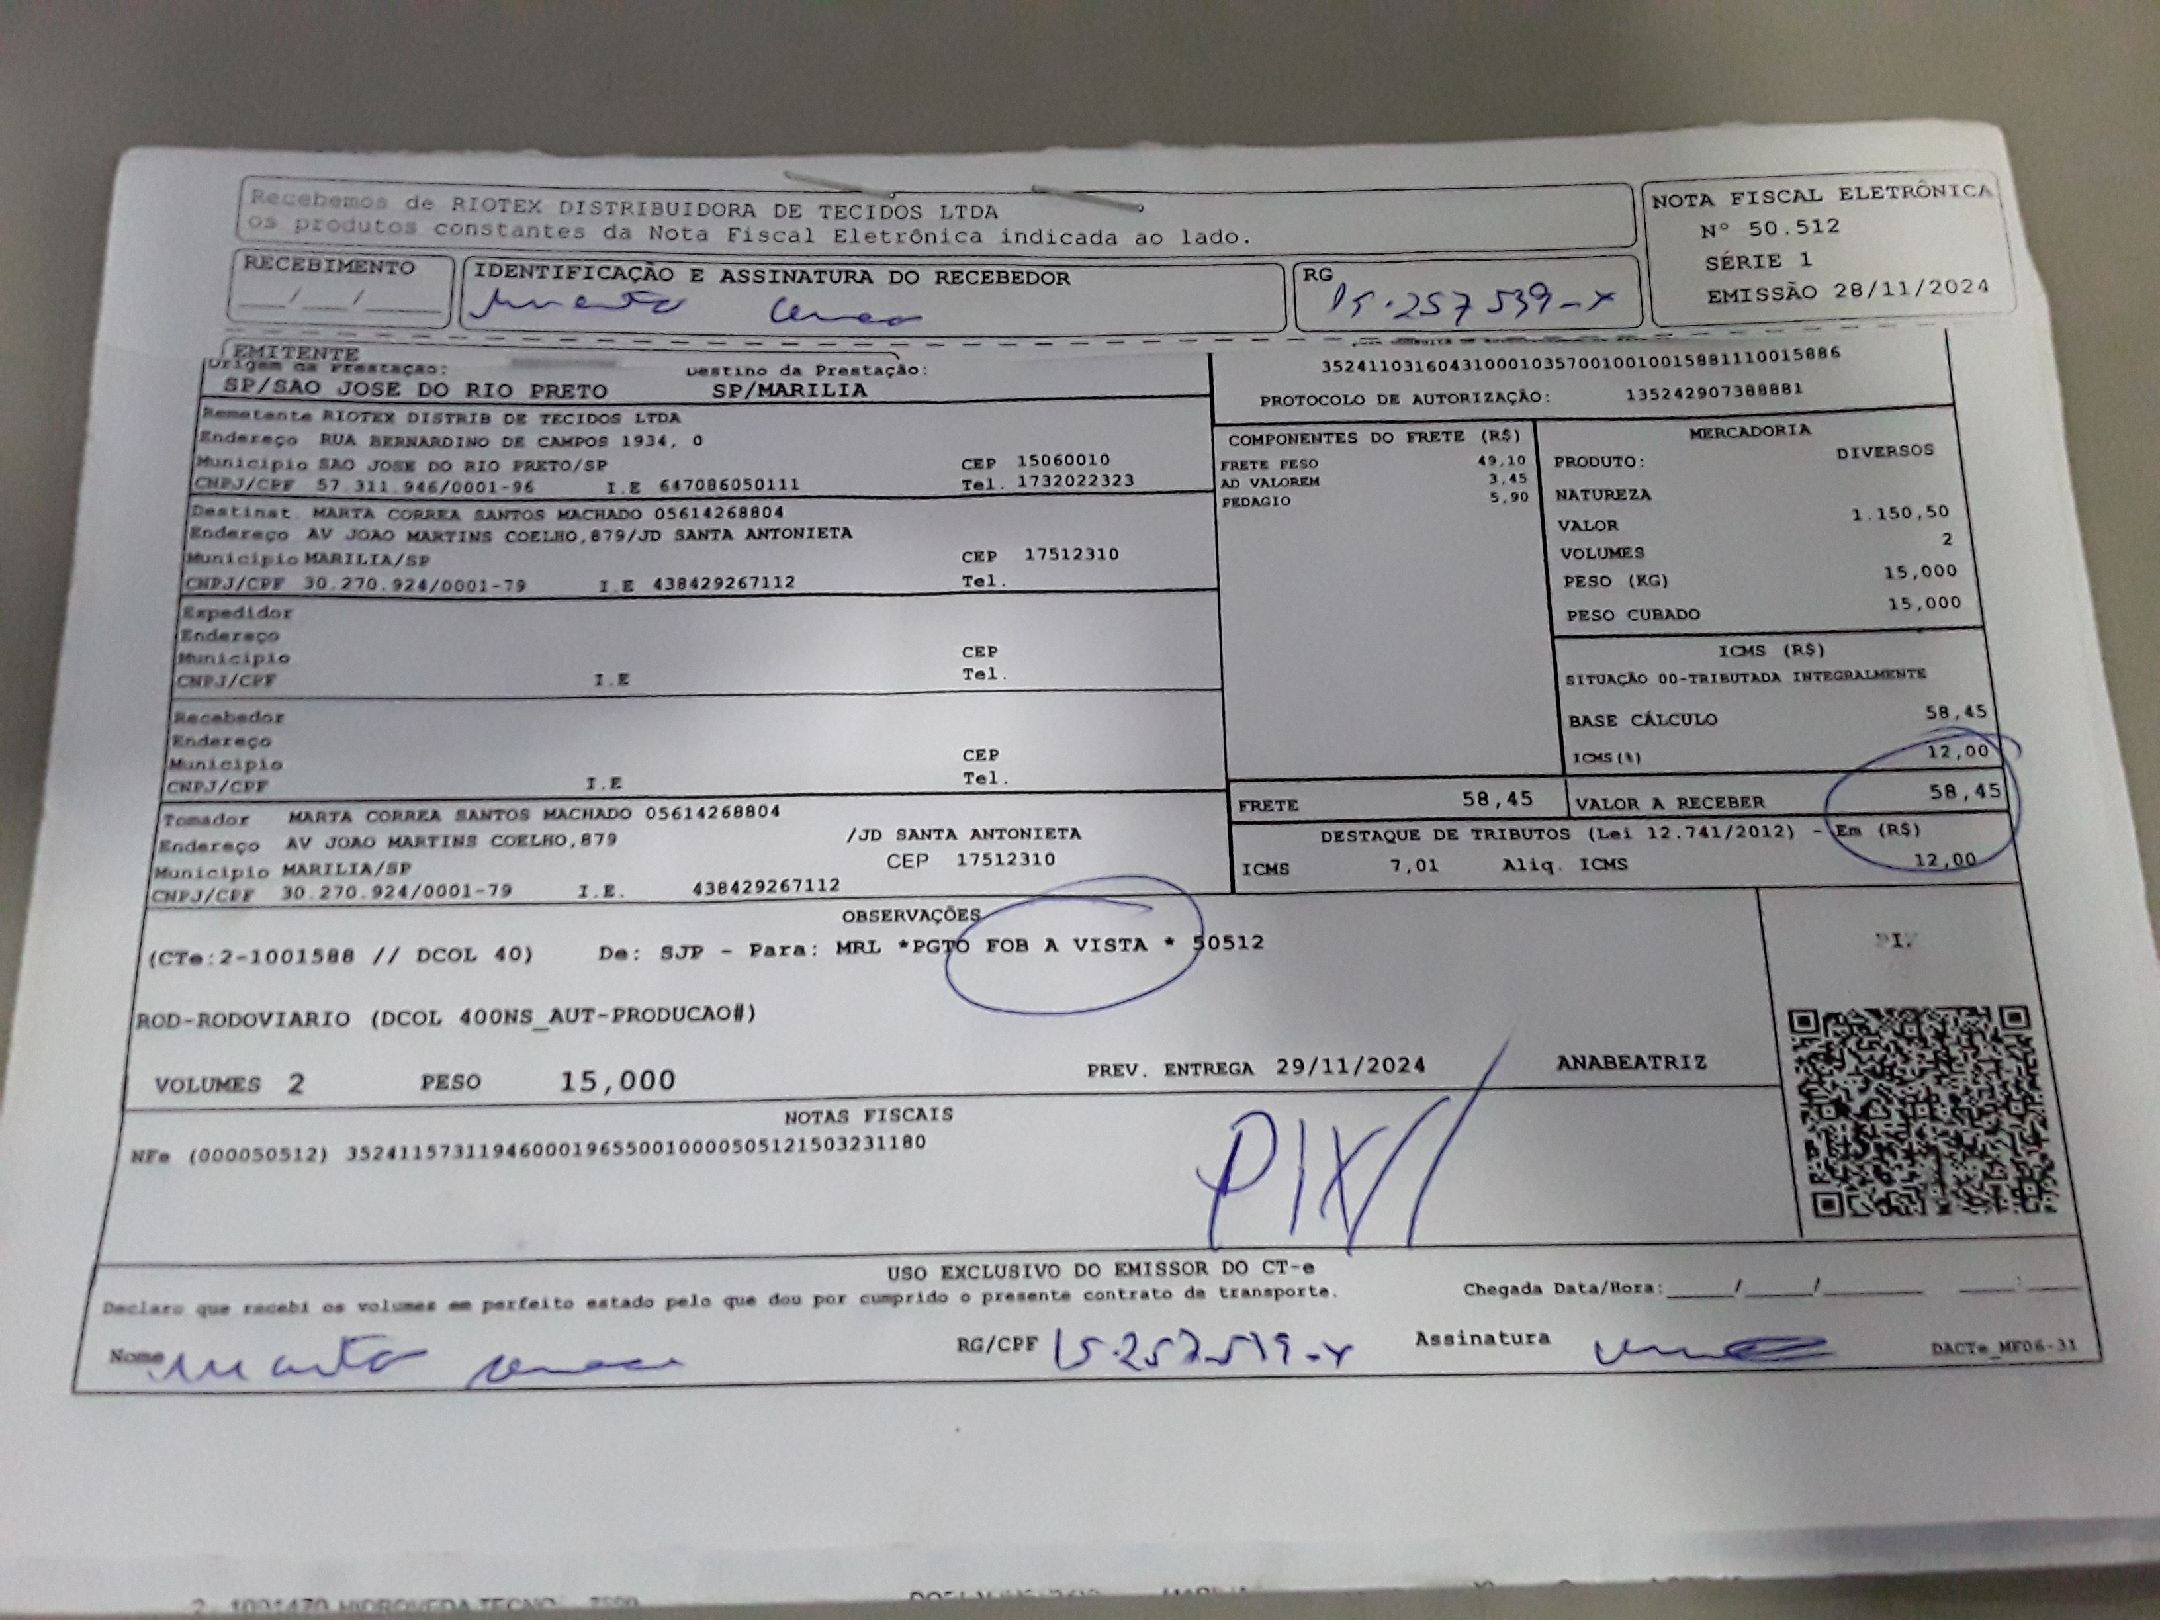 Recebemos de RIOTEX DISTRIBUIDORA DE TECIDOS LTDA
os produtos constantes da Nota Fiscal Eletrônica indicada ao lado.
NOTA FISCAL ELETRÔNICA
Nº 50.512
SÉRIE 1
EMISSÃO 28/11/2024
RECEBIMENTO
___/___/_____
IDENTIFICAÇÃO E ASSINATURA DO RECEBEDOR
RG
15.257539-X
EMITENTE
Origem da Prestação: Destino da Prestação:
SP/SAO JOSE DO RIO PRETO SP/MARILIA
35241103160431000103570010010015881110015886
PROTOCOLO DE AUTORIZAÇÃO: 135242907388881
Remetente RIOTEX DISTRIB DE TECIDOS LTDA
Endereço RUA BERNARDINO DE CAMPOS 1934, 0
Municipio SAO JOSE DO RIO PRETO/SP CEP 15060010
CNPJ/CPF 57.311.946/0001-96 I.E 647086050111 Tel. 1732022323
Destinat. MARTA CORREA SANTOS MACHADO 05614268804
Endereço AV JOAO MARTINS COELHO,879/JD SANTA ANTONIETA
Municipio MARILIA/SP CEP 17512310
CNPJ/CPF 30.270.924/0001-79 I.E 438429267112 Tel.
Expedidor
Endereço
Municipio CEP
CNPJ/CPF I.E Tel.
Recebedor
Endereço
Municipio CEP
CNPJ/CPF I.E Tel.
Tomador MARTA CORREA SANTOS MACHADO 05614268804
Endereço AV JOAO MARTINS COELHO,879 /JD SANTA ANTONIETA
Municipio MARILIA/SP CEP 17512310
CNPJ/CPF 30.270.924/0001-79 I.E. 438429267112
COMPONENTES DO FRETE (R$)
FRETE PESO 49,10
AD VALOREM 3,45
PEDAGIO 5,90
MERCADORIA
PRODUTO: DIVERSOS
NATUREZA
VALOR 1.150,50
VOLUMES 2
PESO (KG) 15,000
PESO CUBADO 15,000
ICMS (R$)
SITUAÇÃO 00-TRIBUTADA INTEGRALMENTE
BASE CÁLCULO 58,45
ICMS(%) 12,00
FRETE 58,45 VALOR A RECEBER 58,45
DESTAQUE DE TRIBUTOS (Lei 12.741/2012) - Em (R$)
ICMS 7,01 Aliq. ICMS 12,00
OBSERVAÇÕES
(CTe:2-1001588 // DCOL 40) De: SJP - Para: MRL *PGTO FOB A VISTA * 50512
ROD-RODOVIARIO (DCOL 400NS_AUT-PRODUCAO#)
VOLUMES 2 PESO 15,000 PREV. ENTREGA 29/11/2024 ANABEATRIZ
NOTAS FISCAIS
NFe (000050512) 35241157311946000196550010000505121503231180
PIX
USO EXCLUSIVO DO EMISSOR DO CT-e
Declaro que recebi os volumes em perfeito estado pelo que dou por cumprido o presente contrato de transporte. Chegada Data/Hora:_____/_____/_______ ____:____
Nome RG/CPF 15.257.539-X Assinatura DACTe_MF06-31